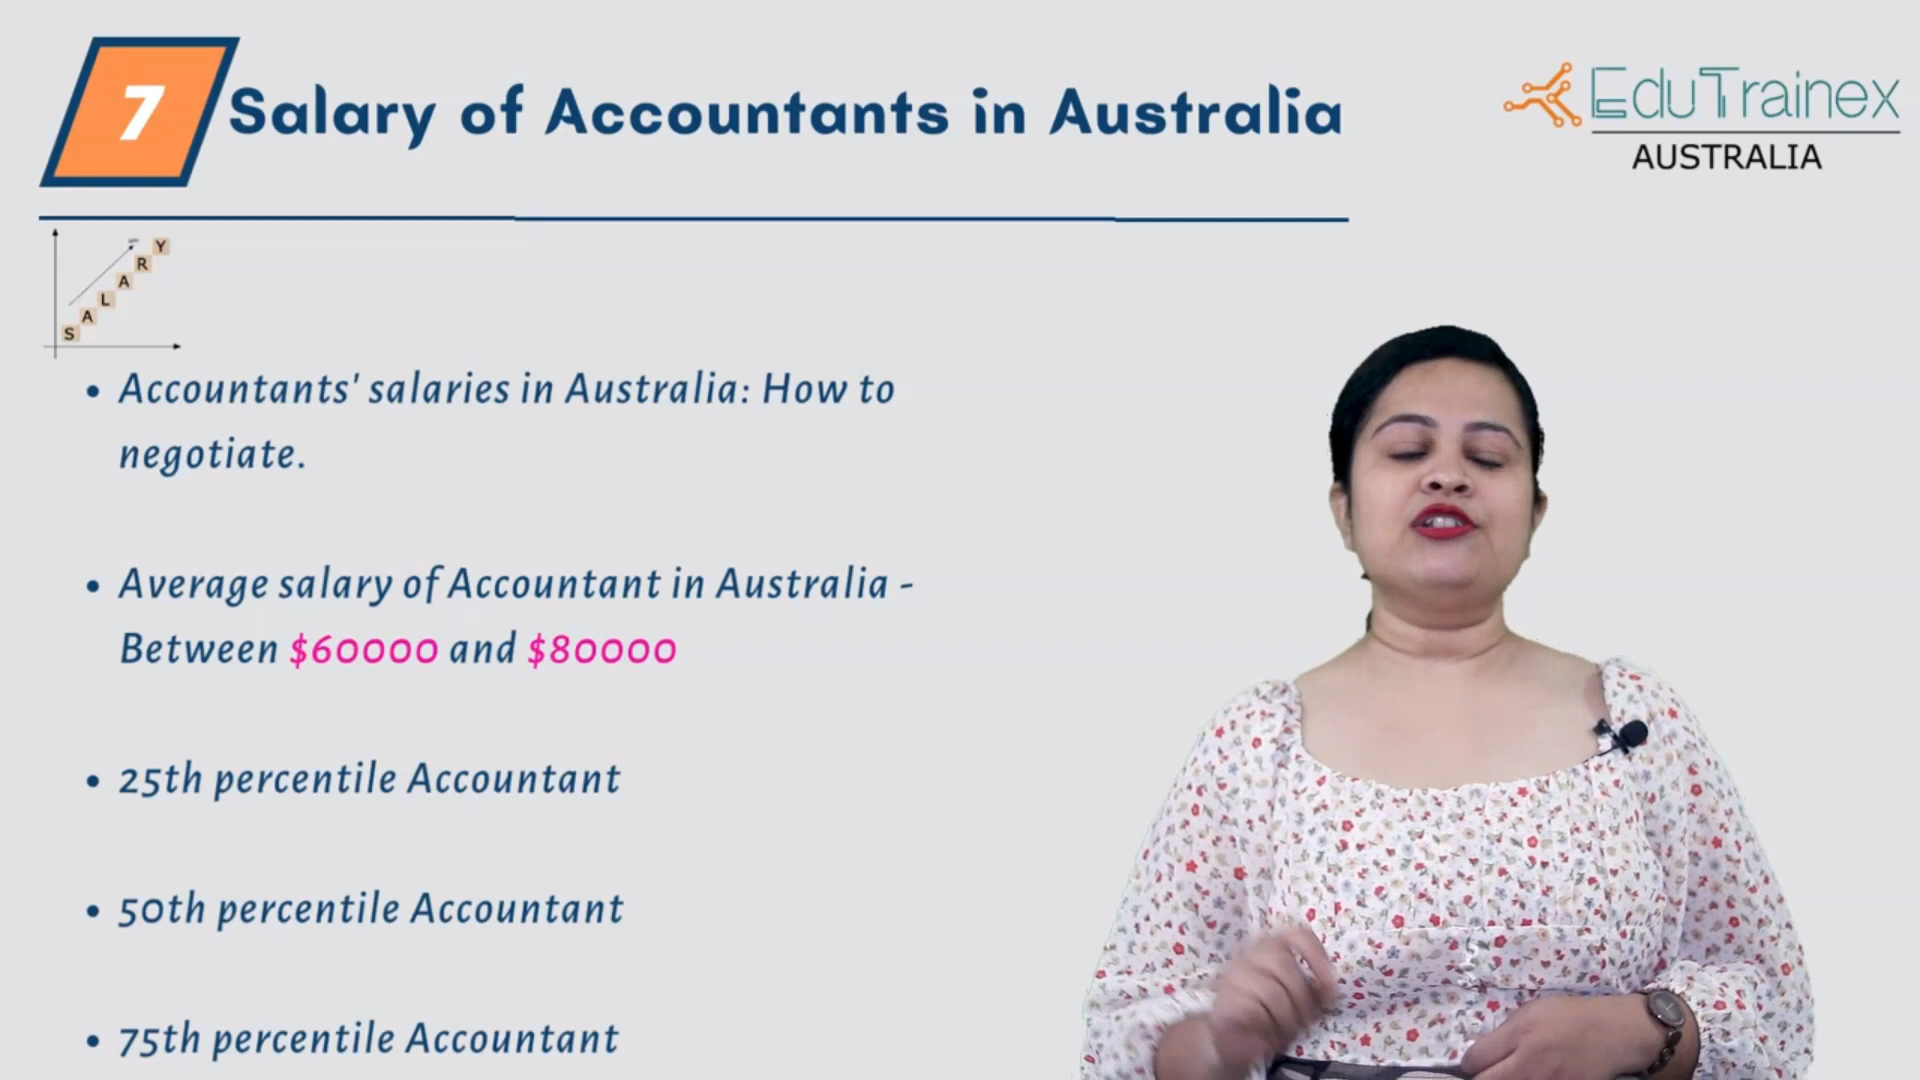 7
Salary of Accountants in Australia
EduTrainex
AUSTRALIA
SALARY
• Accountants' salaries in Australia: How to
negotiate.
• Average salary of Accountant in Australia -
Between $60000 and $80000
• 25th percentile Accountant
• 50th percentile Accountant
• 75th percentile Accountant